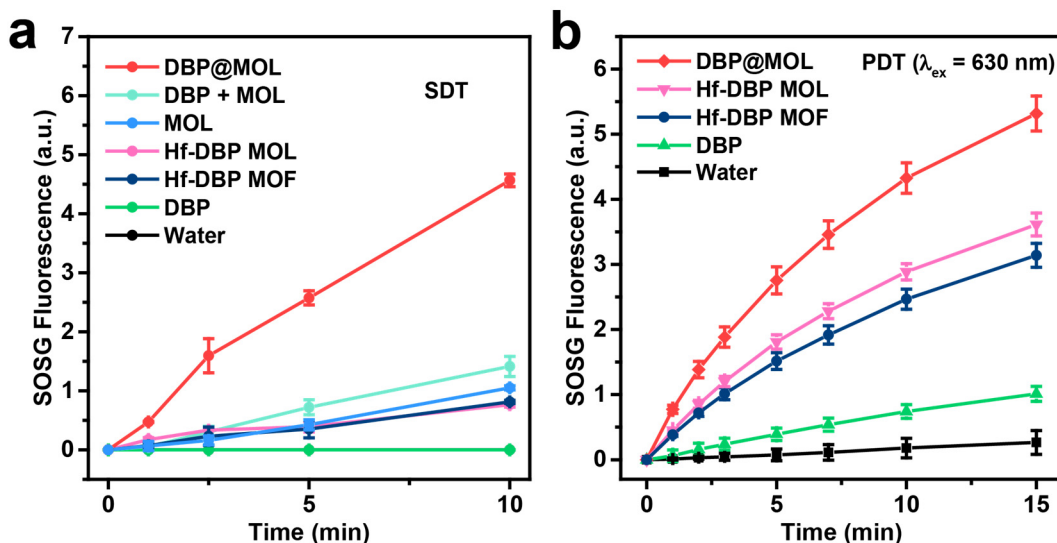 a
7
6
5
4
3
2
1
0
SOSG Fluorescence (a.u.)
DBP@MOL
DBP + MOL
MOL
Hf-DBP MOL
Hf-DBP MOF
DBP
Water
SDT
0
5
10
Time (min)
b
6
5
4
3
2
1
0
SOSG Fluorescence (a.u.)
DBP@MOL
Hf-DBP MOL
Hf-DBP MOF
DBP
Water
PDT (λex = 630 nm)
0
5
10
15
Time (min)